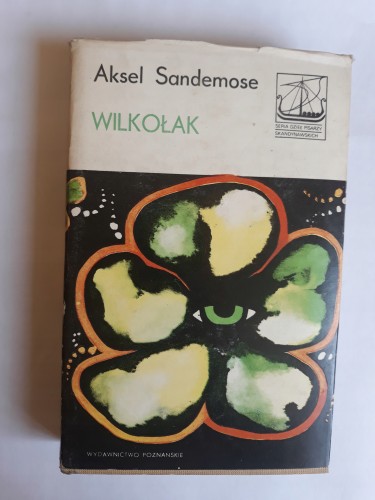 Aksel Sandemose
WILKOŁAK
SERIA DZIEŁ PISARZY
SKANDYNAWSKICH
WYDAWNICTWO POZNAŃSKIE